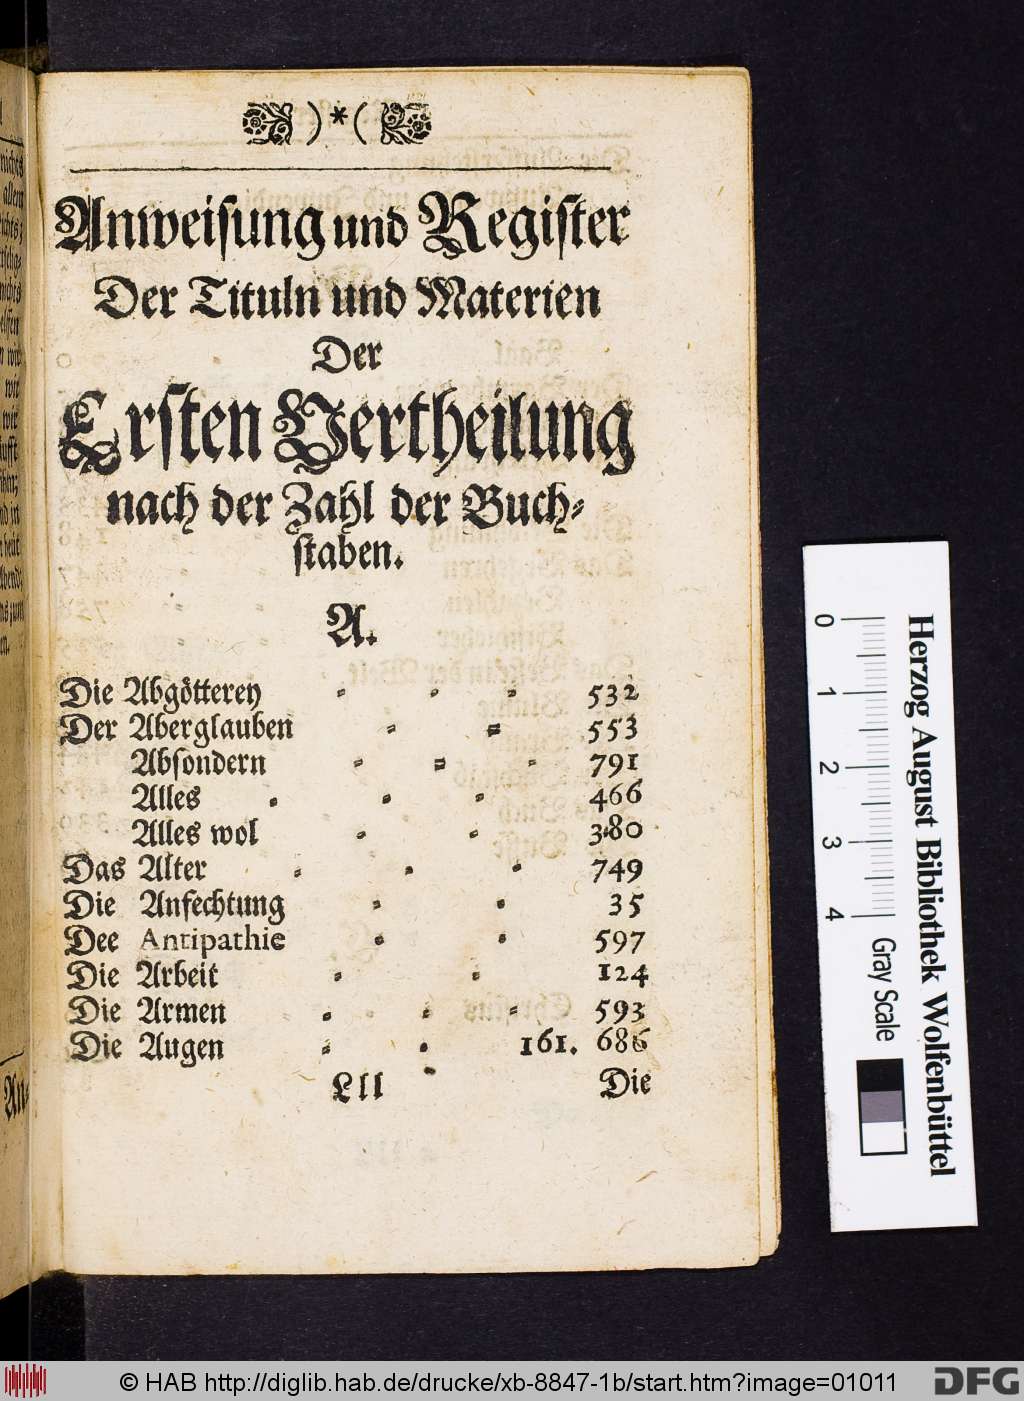 )*(
Anweisung und Register
Der Tituln und Materien
Der
Ersten Vertheilung
nach der Zahl der Buch⸗
staben.
A.
Die Abgötterey 532
Der Aberglauben 553
Absondern 791
Alles 466
Alles wol 380
Das Alter 749
Die Anfechtung 35
Dee Antipathie 597
Die Arbeit 124
Die Armen 593
Die Augen 161. 686
Lll Die
Herzog August Bibliothek Wolfenbüttel
0 1 2 3 4 Gray Scale
© HAB http://diglib.hab.de/drucke/xb-8847-1b/start.htm?image=01011
DFG